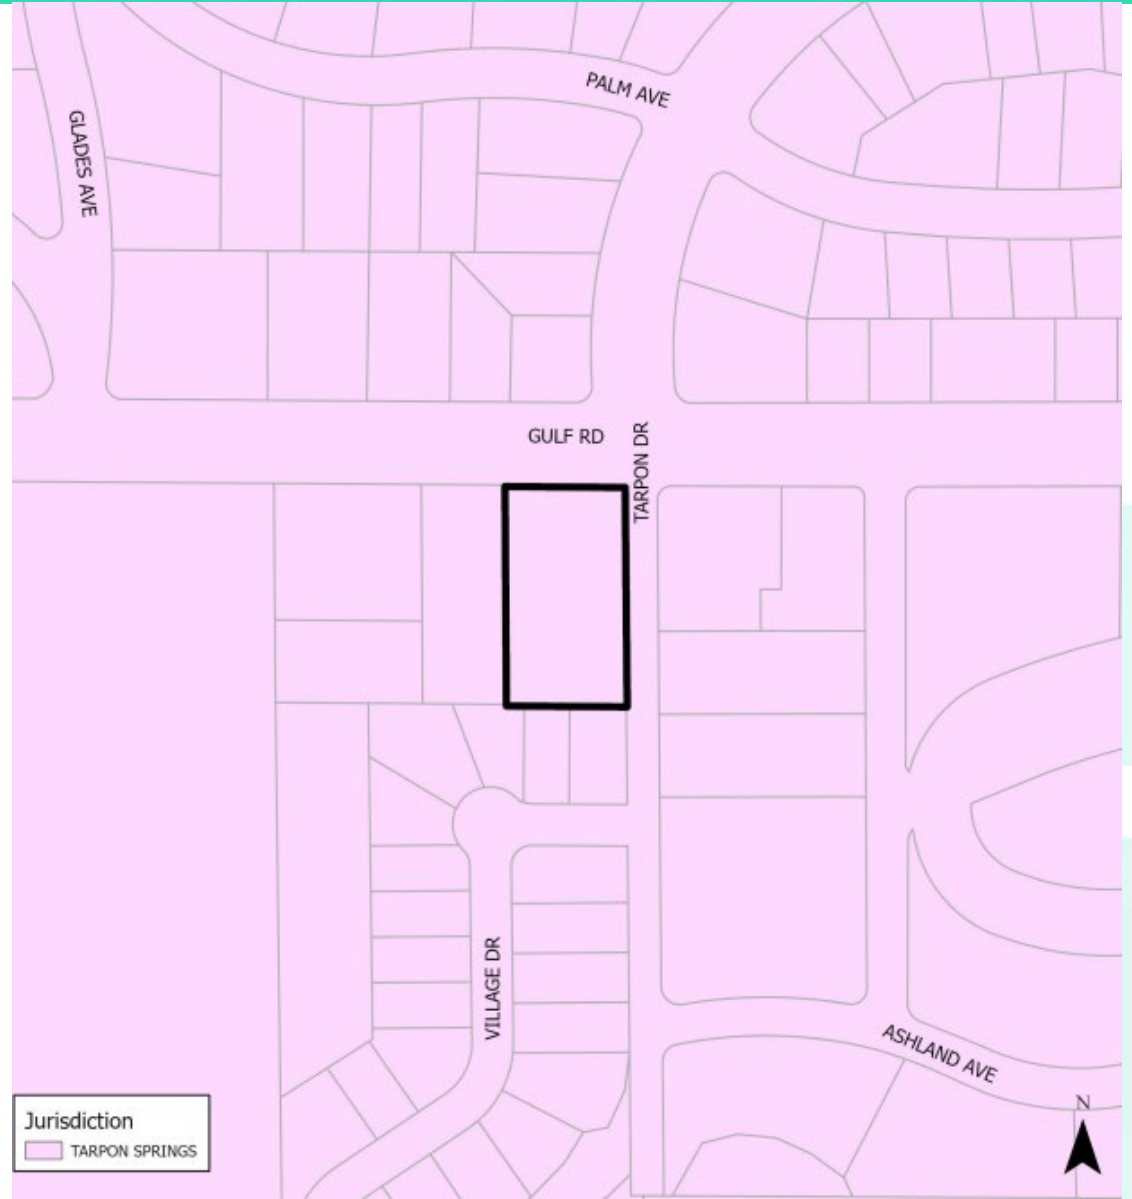 PALM AVE
GLADES AVE
GULF RD
TARPON DR
VILLAGE DR
ASHLAND AVE
N
Jurisdiction
TARPON SPRINGS